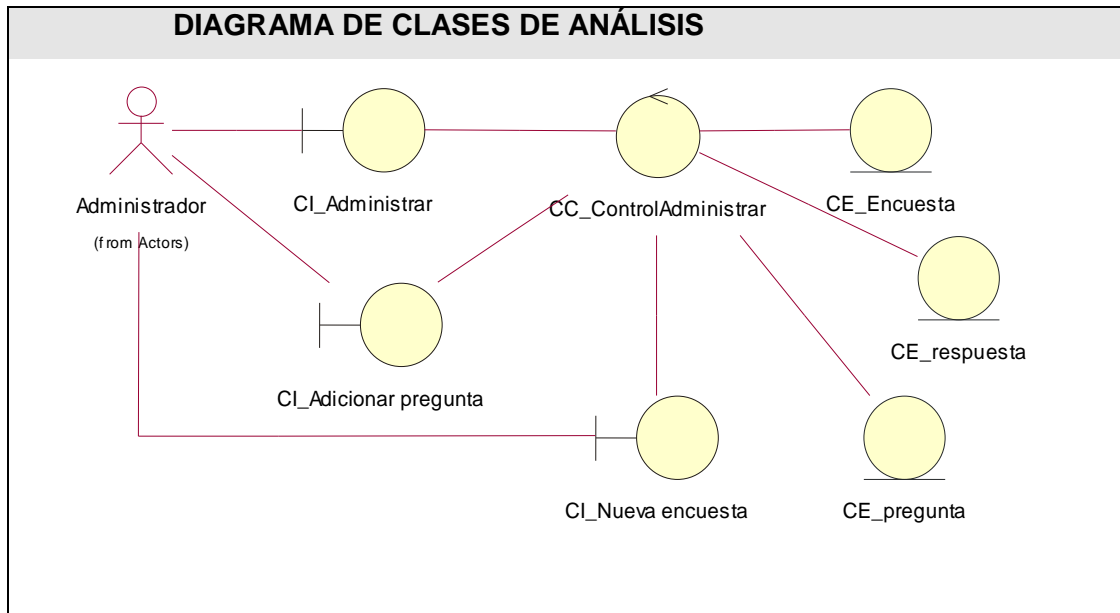 DIAGRAMA DE CLASES DE ANÁLISIS
Administrador
(from Actors)
CI_Administrar
CC_ControlAdministrar
CE_Encuesta
CI_Adicionar pregunta
CE_respuesta
CI_Nueva encuesta
CE_pregunta